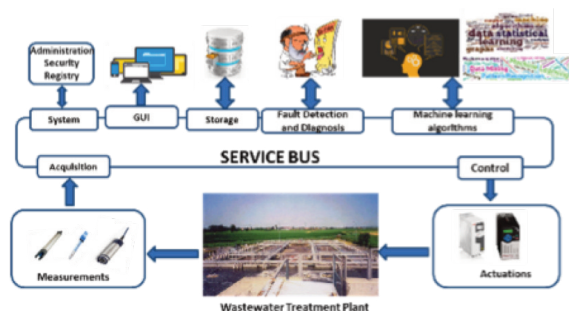 Administration
Security
Registry
data statistical
learning
System
GUI
Storage
Fault Detection
and Diagnosis
Machine learning
algorithms
SERVICE BUS
Acquisition
Control
Measurements
Actuations
Wastewater Treatment Plant